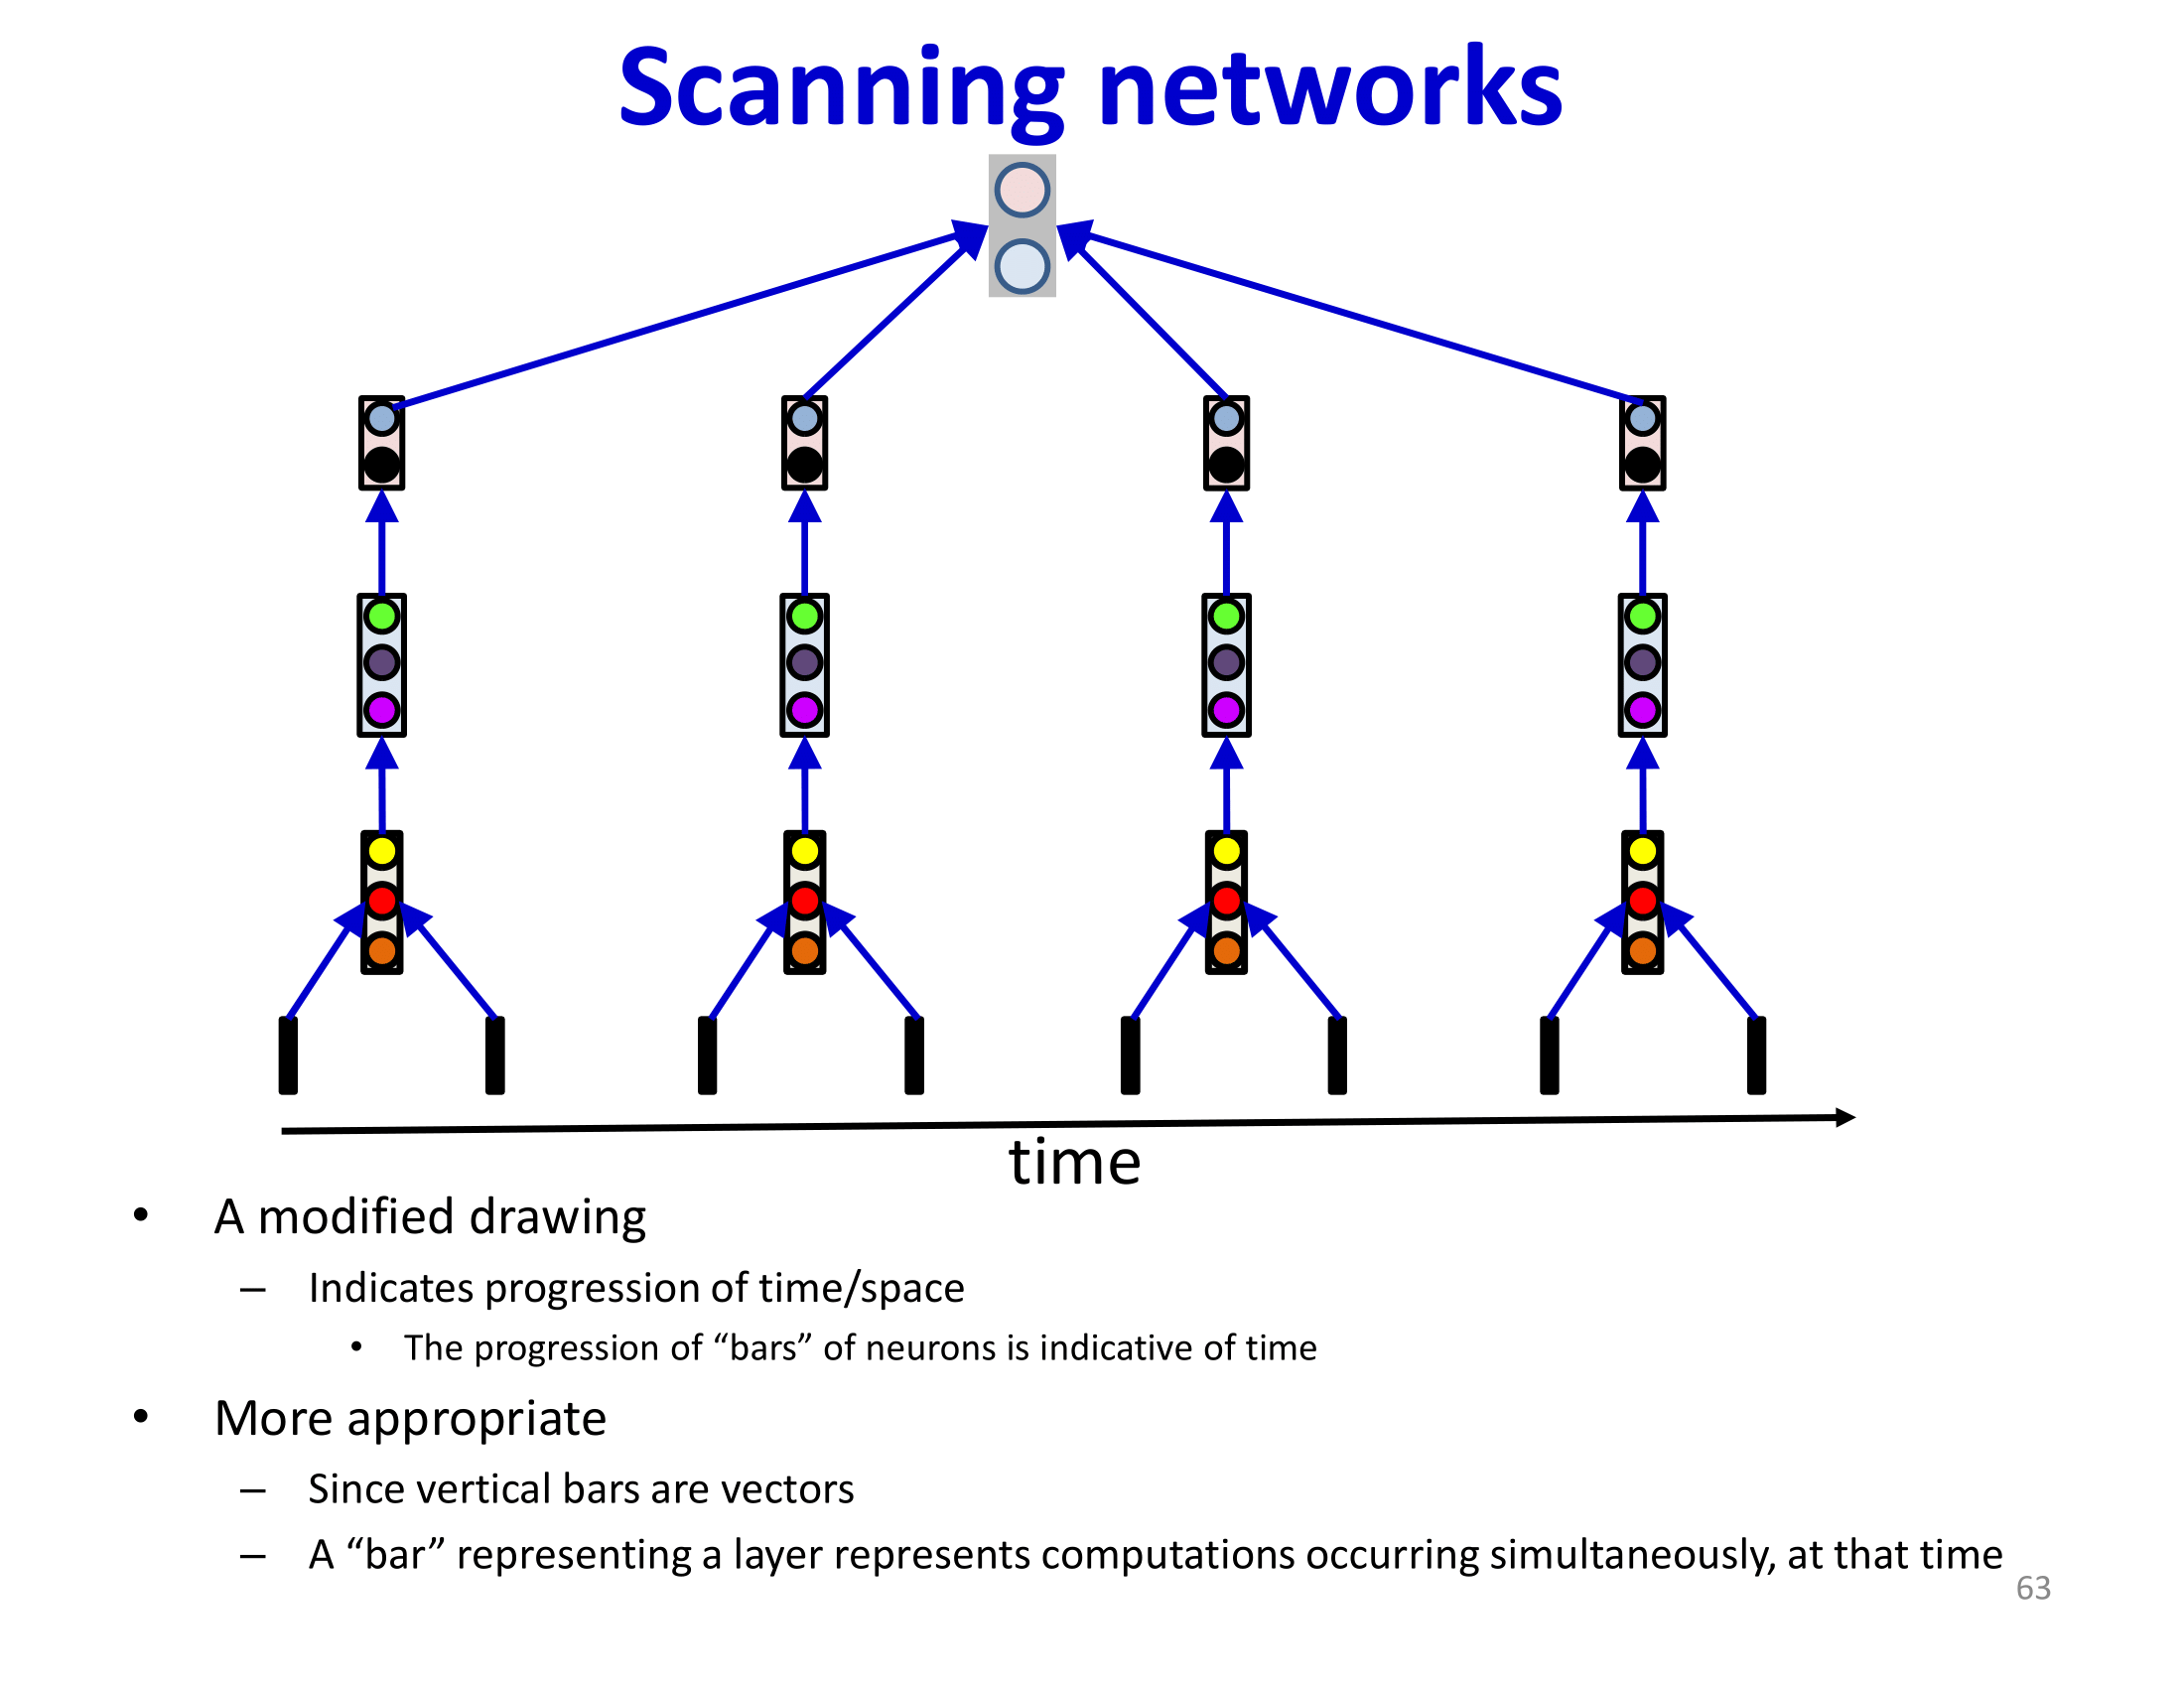 Scanning networks
time
• A modified drawing
– Indicates progression of time/space
• The progression of “bars” of neurons is indicative of time
• More appropriate
– Since vertical bars are vectors
– A “bar” representing a layer represents computations occurring simultaneously, at that time
63